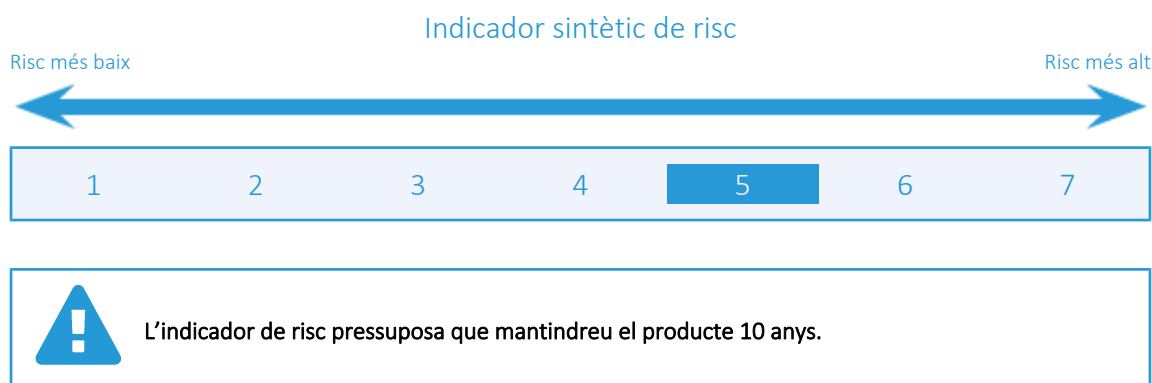 Indicador sintètic de risc
Risc més baix Risc més alt
1 2 3 4 5 6 7
L’indicador de risc pressuposa que mantindreu el producte 10 anys.